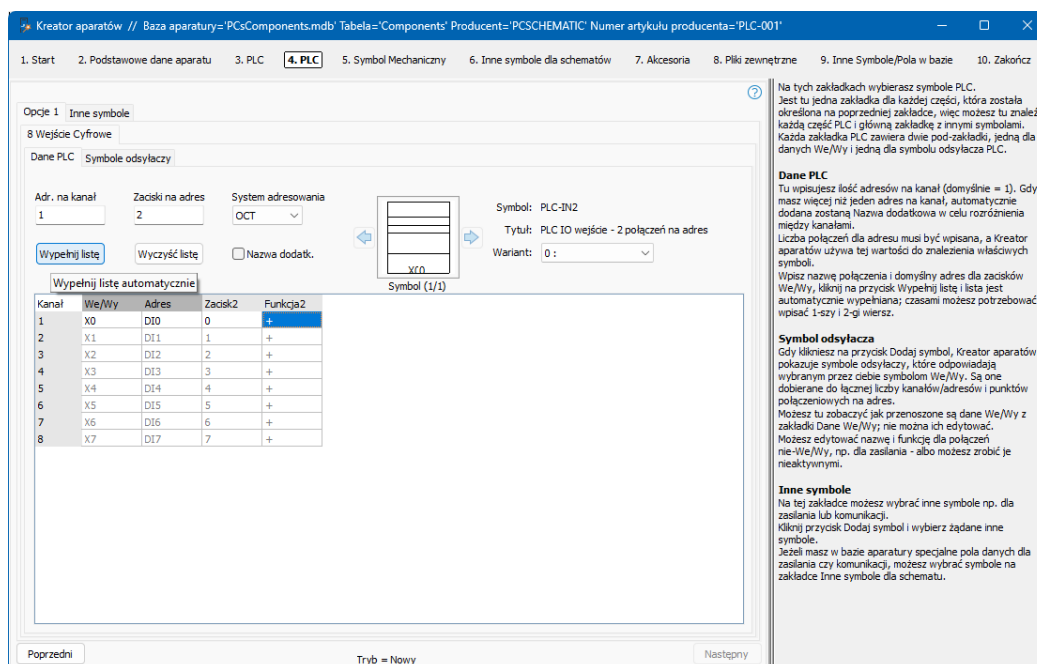 Kreator aparatów // Baza aparatury='PCsComponents.mdb' Tabela='Components' Producent='PCSCHEMATIC' Numer artykułu producenta='PLC-001'
1. Start 2. Podstawowe dane aparatu 3. PLC 4. PLC 5. Symbol Mechaniczny 6. Inne symbole dla schematów 7. Akcesoria 8. Pliki zewnętrzne 9. Inne Symbole/Pola w bazie 10. Zakończ
Opcje 1 Inne symbole
8 Wejście Cyfrowe
Dane PLC Symbole odsyłaczy
Adr. na kanał Zaciski na adres System adresowania
1 2 OCT
Wypełnij listę Wyczyść listę Nazwa dodatk.
Wypełnij listę automatycznie
X0
Symbol (1/1)
Symbol: PLC-IN2
Tytuł: PLC IO wejście - 2 połączeń na adres
Wariant: 0 :
Kanał We/Wy Adres Zacisk2 Funkcja2
1 X0 DI0 0 +
2 X1 DI1 1 +
3 X2 DI2 2 +
4 X3 DI3 3 +
5 X4 DI4 4 +
6 X5 DI5 5 +
7 X6 DI6 6 +
8 X7 DI7 7 +
Poprzedni Tryb = Nowy Następny
Na tych zakładkach wybierasz symbole PLC.
Jest tu jedna zakładka dla każdej części, która została
określona na poprzedniej zakładce, więc możesz tu znaleź
każdą część PLC i główną zakładkę z innymi symbolami.
Każda zakładka PLC zawiera dwie pod-zakładki, jedną dla
danych We/Wy i jedną dla symbolu odsyłacza PLC.
Dane PLC
Tu wpisujesz ilość adresów na kanał (domyślnie = 1). Gdy
masz więcej niż jeden adres na kanał, automatycznie
dodana zostaną Nazwa dodatkowa w celu rozróżnienia
między kanałami.
Liczba połączeń dla adresu musi być wpisana, a Kreator
aparatów używa tej wartości do znalezienia właściwych
symboli.
Wpisz nazwę połączenia i domyślny adres dla zacisków
We/Wy, kliknij na przycisk Wypełnij listę i lista jest
automatycznie wypełniana; czasami możesz potrzebować
wpisać 1-szy i 2-gi wiersz.
Symbol odsyłacza
Gdy klikniesz na przycisk Dodaj symbol, Kreator aparatów
pokazuje symbole odsyłaczy, które odpowiadają
wybranym przez ciebie symbolom We/Wy. Są one
dobierane do łącznej liczby kanałów/adresów i punktów
połączeniowych na adres.
Możesz tu zobaczyć jak przenoszone są dane We/Wy z
zakładki Dane We/Wy; nie można ich edytować.
Możesz edytować nazwę i funkcję dla połączeń
nie-We/Wy, np. dla zasilania - albo możesz zrobić je
nieaktywnymi.
Inne symbole
Na tej zakładce możesz wybrać inne symbole np. dla
zasilania lub komunikacji.
Kliknij przycisk Dodaj symbol i wybierz żądane inne
symbole.
Jeżeli masz w bazie aparatury specjalne pola danych dla
zasilania czy komunikacji, możesz wybrać symbole na
zakładce Inne symbole dla schematu.